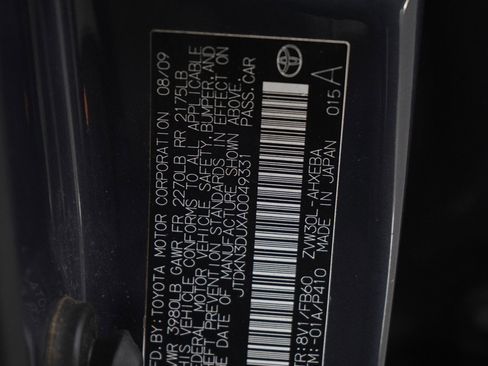 MFD.BY:TOYOTA MOTOR CORPORATION 08/09
GVWR 3980LB GAWR FR 2270LB RR 2175LB
THIS VEHICLE CONFORMS TO ALL APPLICABLE
FEDERAL MOTOR VEHICLE SAFETY, BUMPER, AND
THEFT PREVENTION STANDARDS IN EFFECT ON
THE DATE OF MANUFACTURE SHOWN ABOVE.
JTDKN3DUXA0049331 PASS.CAR
C/TR:8V1/FB60 ZVW30L-AHXEBA
A/TM:-01A/P410 MADE IN JAPAN
015 A